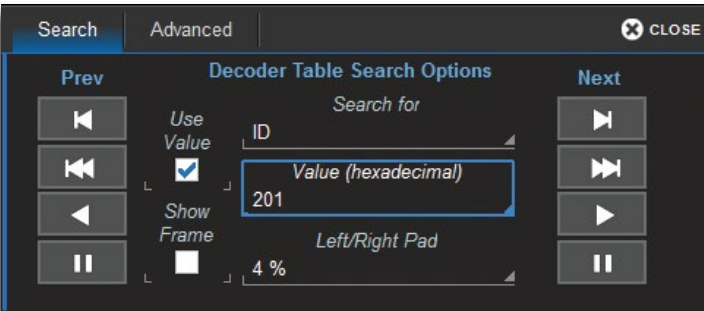 Search
Advanced
CLOSE
Prev
Decoder Table Search Options
Next
Use
Value
Search for
ID
Value (hexadecimal)
201
Show
Frame
Left/Right Pad
4 %